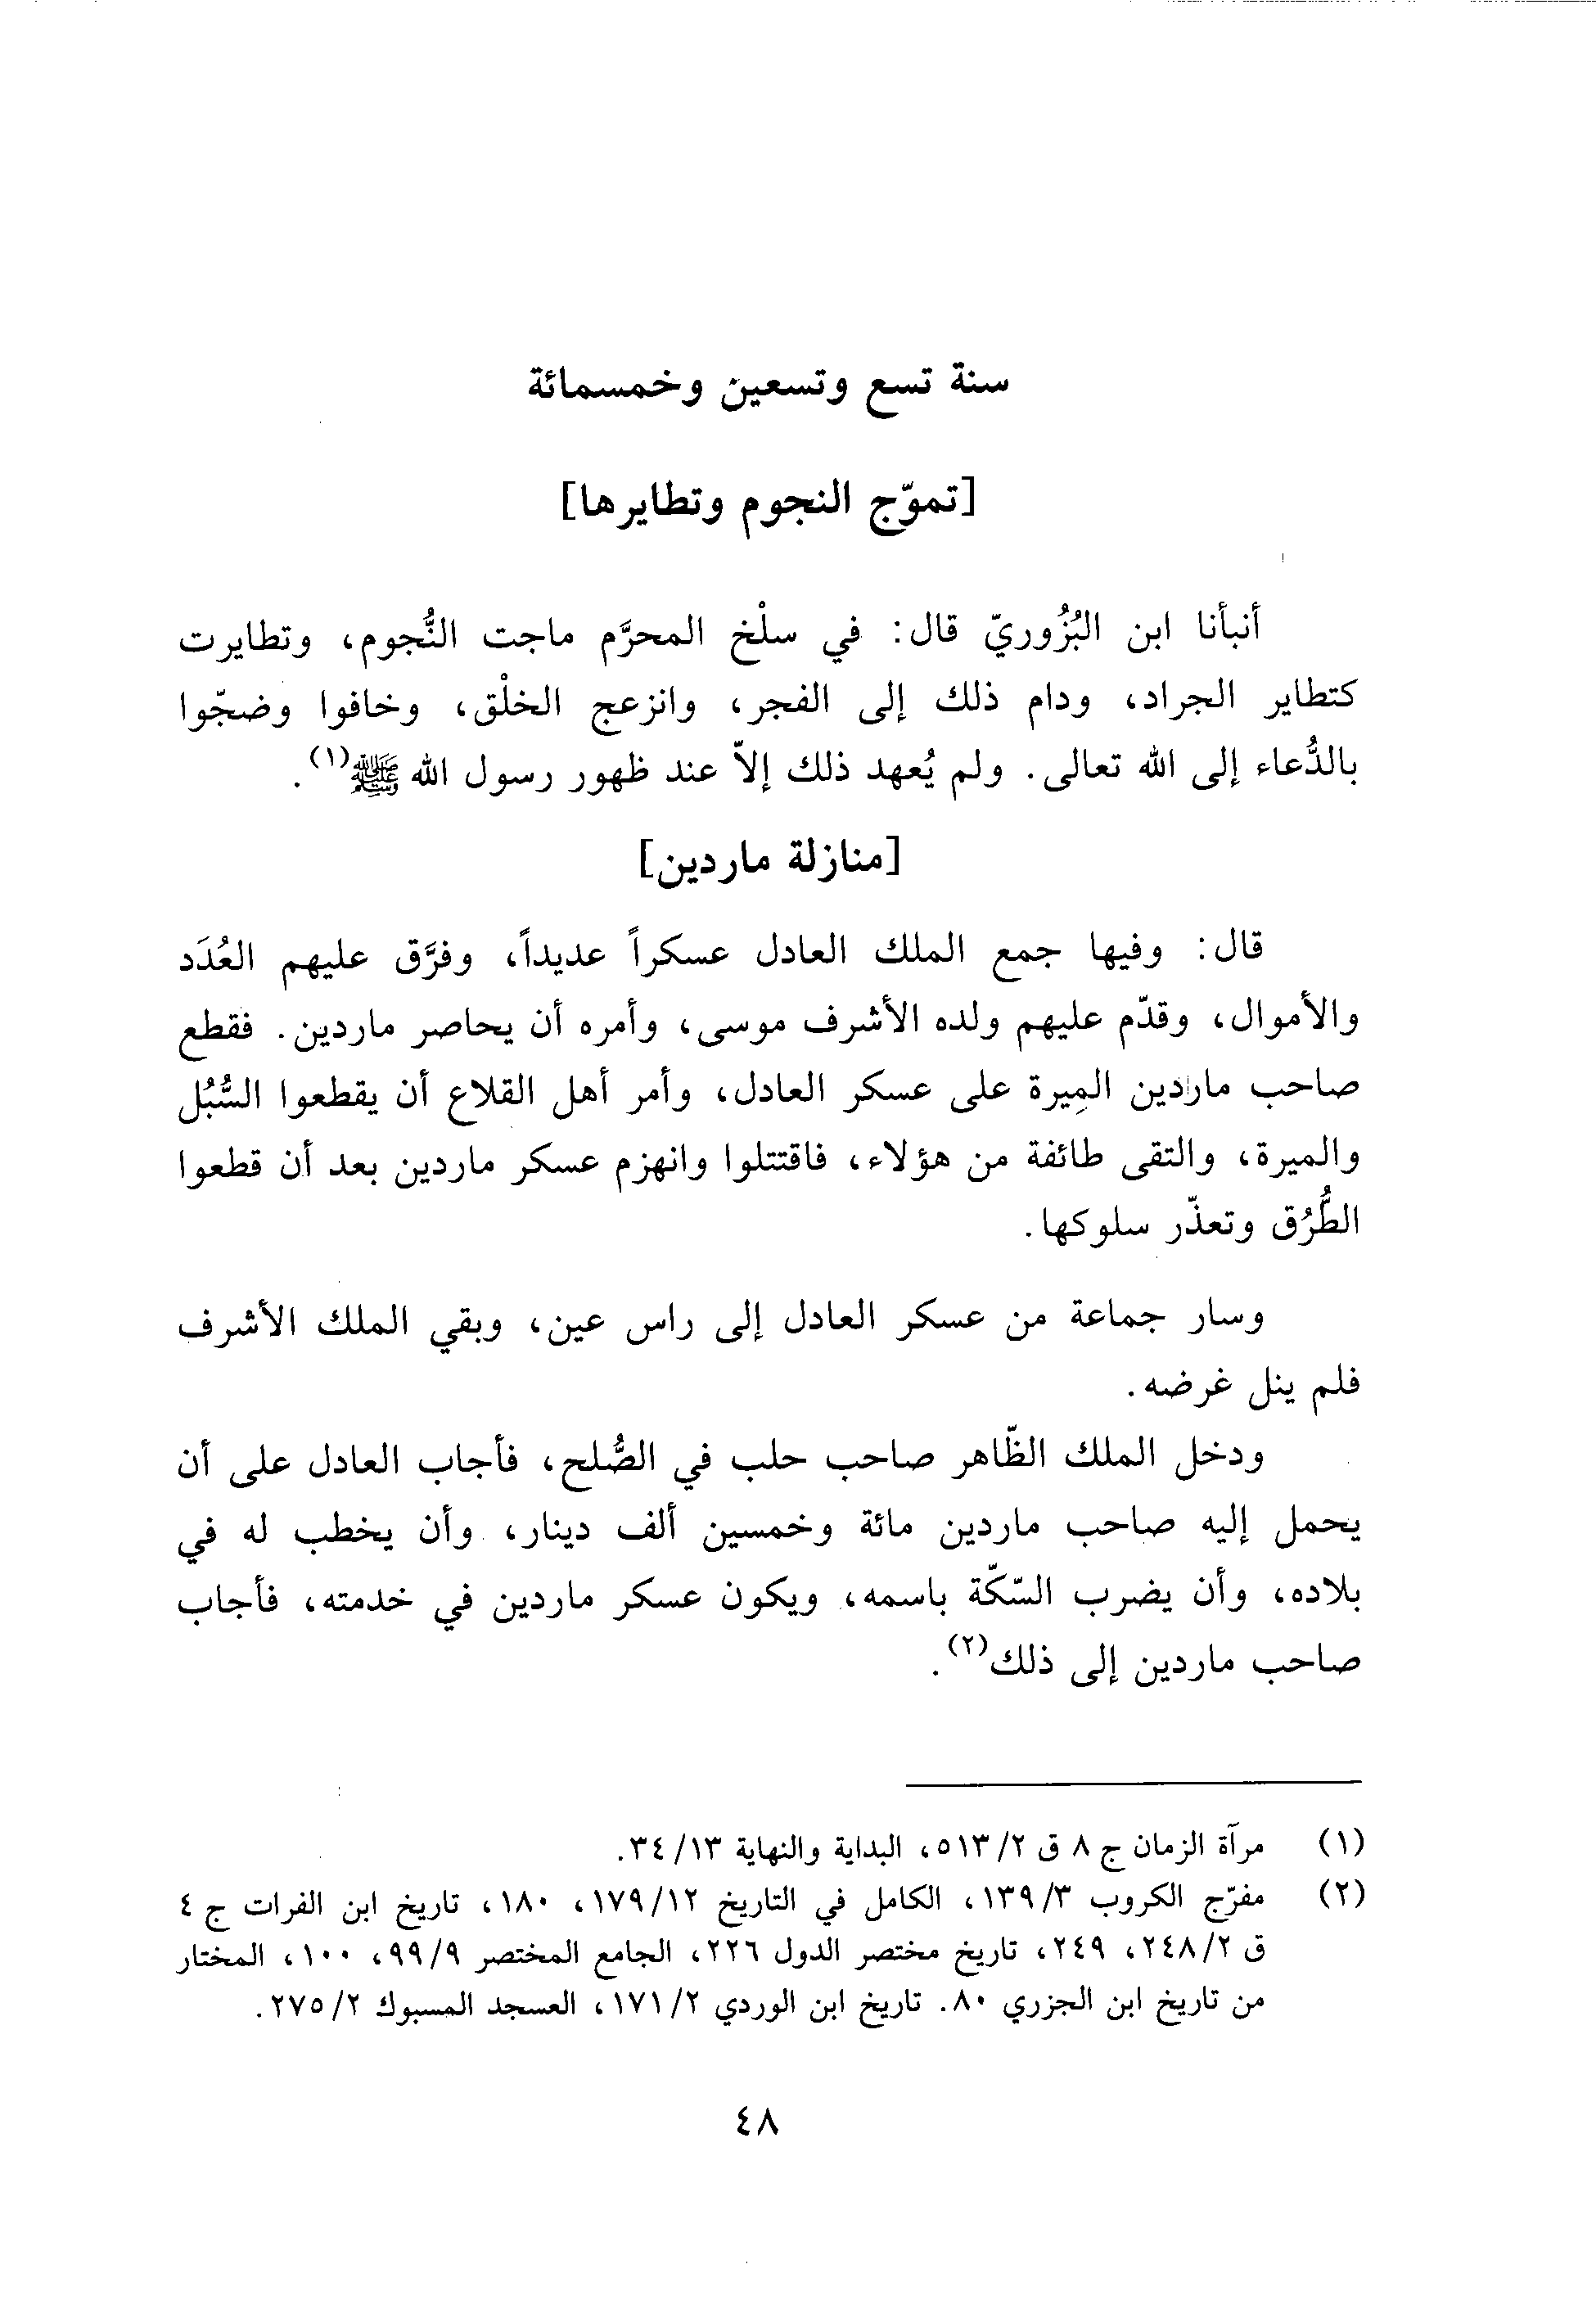 سنة تسع وتسعين وخمسمائة
[تموّج النجوم وتطايرها]
أنبأنا ابن البُزُوريّ قال: في سلْخ المحرَّم ماجت النُّجوم، وتطايرت
كتطاير الجراد، ودام ذلك إلى الفجر، وانزعج الخلْق، وخافوا وضجّوا
بالدُّعاء إلى الله تعالى. ولم يُعهد ذلك إلاّ عند ظهور رسول الله ﷺ(١).
[منازلة ماردين]
قال: وفيها جمع الملك العادل عسكراً عديداً، وفرَّق عليهم العُدَد
والأموال، وقدّم عليهم ولده الأشرف موسى، وأمره أن يحاصر ماردين. فقطع
صاحب ماردين المِيرة على عسكر العادل، وأمر أهل القلاع أن يقطعوا السُّبُل
والميرة، والتقى طائفة من هؤلاء، فاقتتلوا وانهزم عسكر ماردين بعد أن قطعوا
الطُّرُق وتعذّر سلوكها.
وسار جماعة من عسكر العادل إلى راس عين، وبقي الملك الأشرف
فلم ينل غرضه.
ودخل الملك الظّاهر صاحب حلب في الصُّلح، فأجاب العادل على أن
يحمل إليه صاحب ماردين مائة وخمسين ألف دينار، وأن يخطب له في
بلاده، وأن يضرب السّكّة باسمه، ويكون عسكر ماردين في خدمته، فأجاب
صاحب ماردين إلى ذلك(٢).
(١) مرآة الزمان ج ٨ ق ٥١٣/٢، البداية والنهاية ٣٤/١٣.
(٢) مفرّج الكروب ١٣٩/٣، الكامل في التاريخ ١٧٩/١٢، ١٨٠، تاريخ ابن الفرات ج ٤
ق ٢٤٨/٢، ٢٤٩، تاريخ مختصر الدول ٢٢٦، الجامع المختصر ٩٩/٩، ١٠٠، المختار
من تاريخ ابن الجزري ٨٠. تاريخ ابن الوردي ١٧١/٢، العسجد المسبوك ٢٧٥/٢.
٤٨